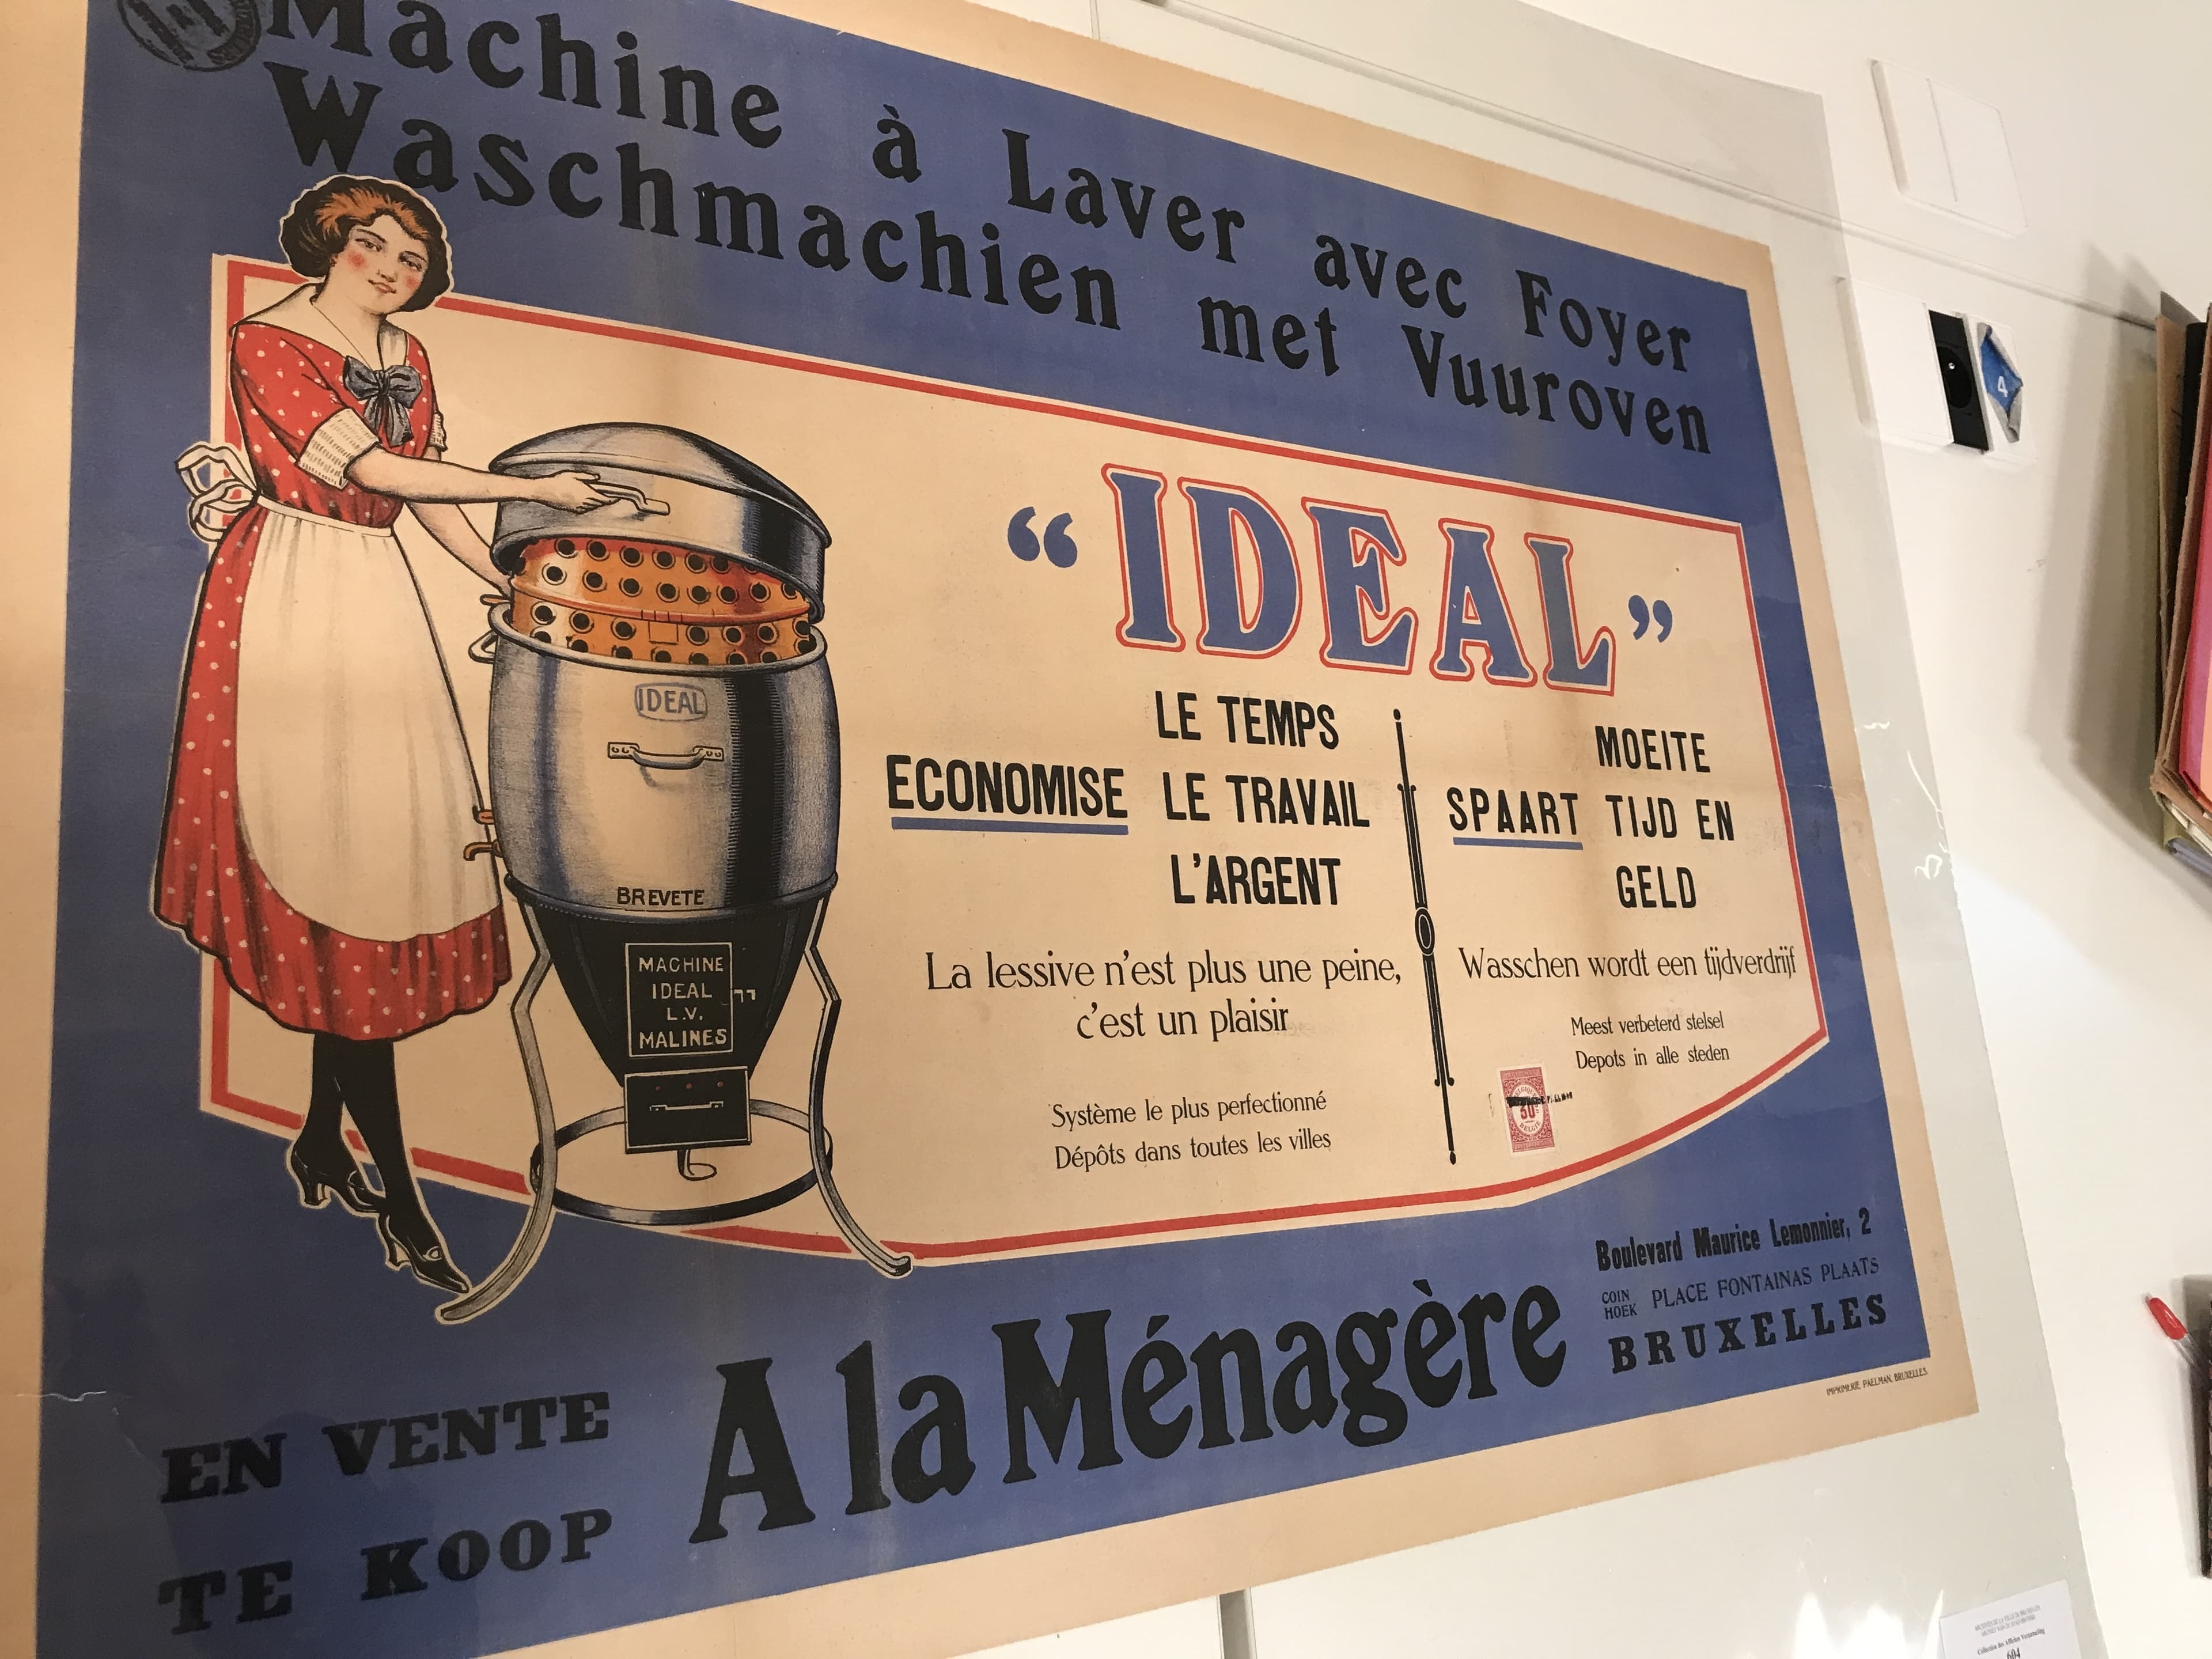 Machine à Laver avec Foyer
Waschmachien met Vuuroven
“IDEAL”
ECONOMISE
LE TEMPS
LE TRAVAIL
L'ARGENT
SPAART
MOEITE
TIJD EN
GELD
La lessive n'est plus une peine,
c'est un plaisir
Système le plus perfectionné
Dépôts dans toutes les villes
Wasschen wordt een tijdverdrijf
Meest verbeterd stelsel
Depots in alle steden
30
BELGIE
IDEAL
BREVETE
MACHINE
IDEAL
L.V.
MALINES
EN VENTE
TE KOOP
A la Ménagère
Boulevard Maurice Lemonnier, 2
COIN
HOEK
PLACE FONTAINAS PLAATS
BRUXELLES
IMPRIMERIE PAELMAN, BRUXELLES
4
604